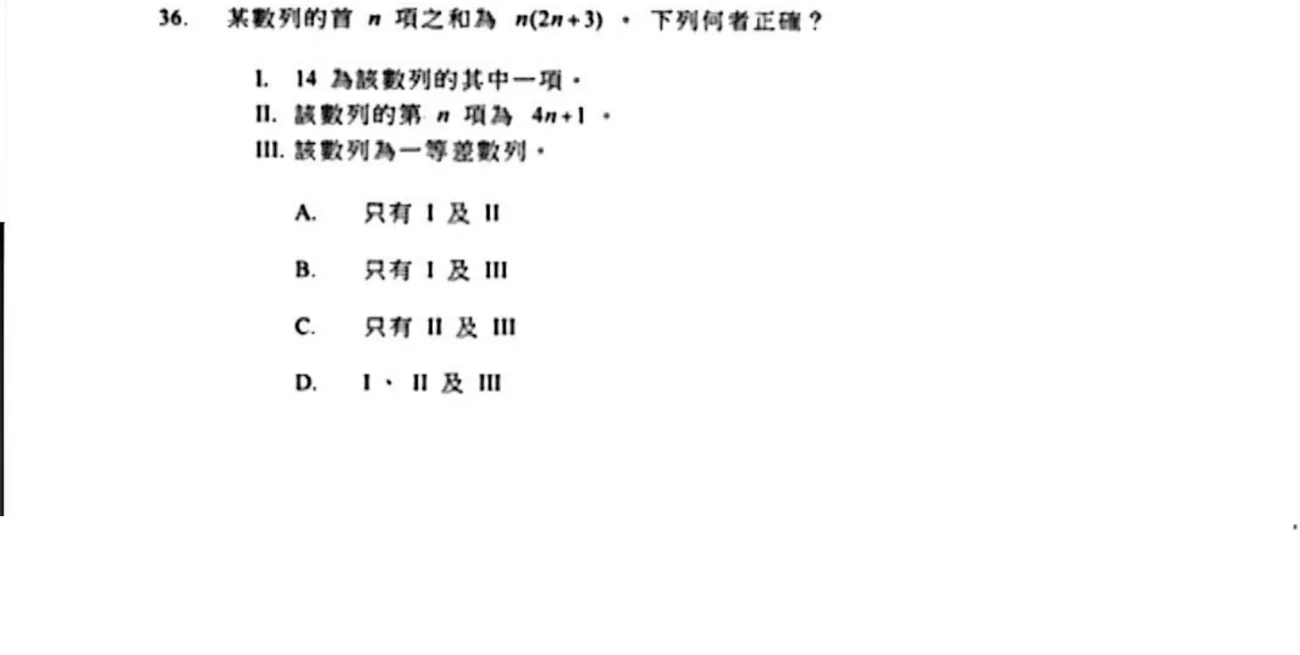 36. 某數列的首 n 項之和為 n(2n+3) 。 下列何者正確？
I. 14 為該數列的其中一項。
II. 該數列的第 n 項為 4n+1 。
III. 該數列為一等差數列。
A. 只有 I 及 II
B. 只有 I 及 III
C. 只有 II 及 III
D. I 、 II 及 III